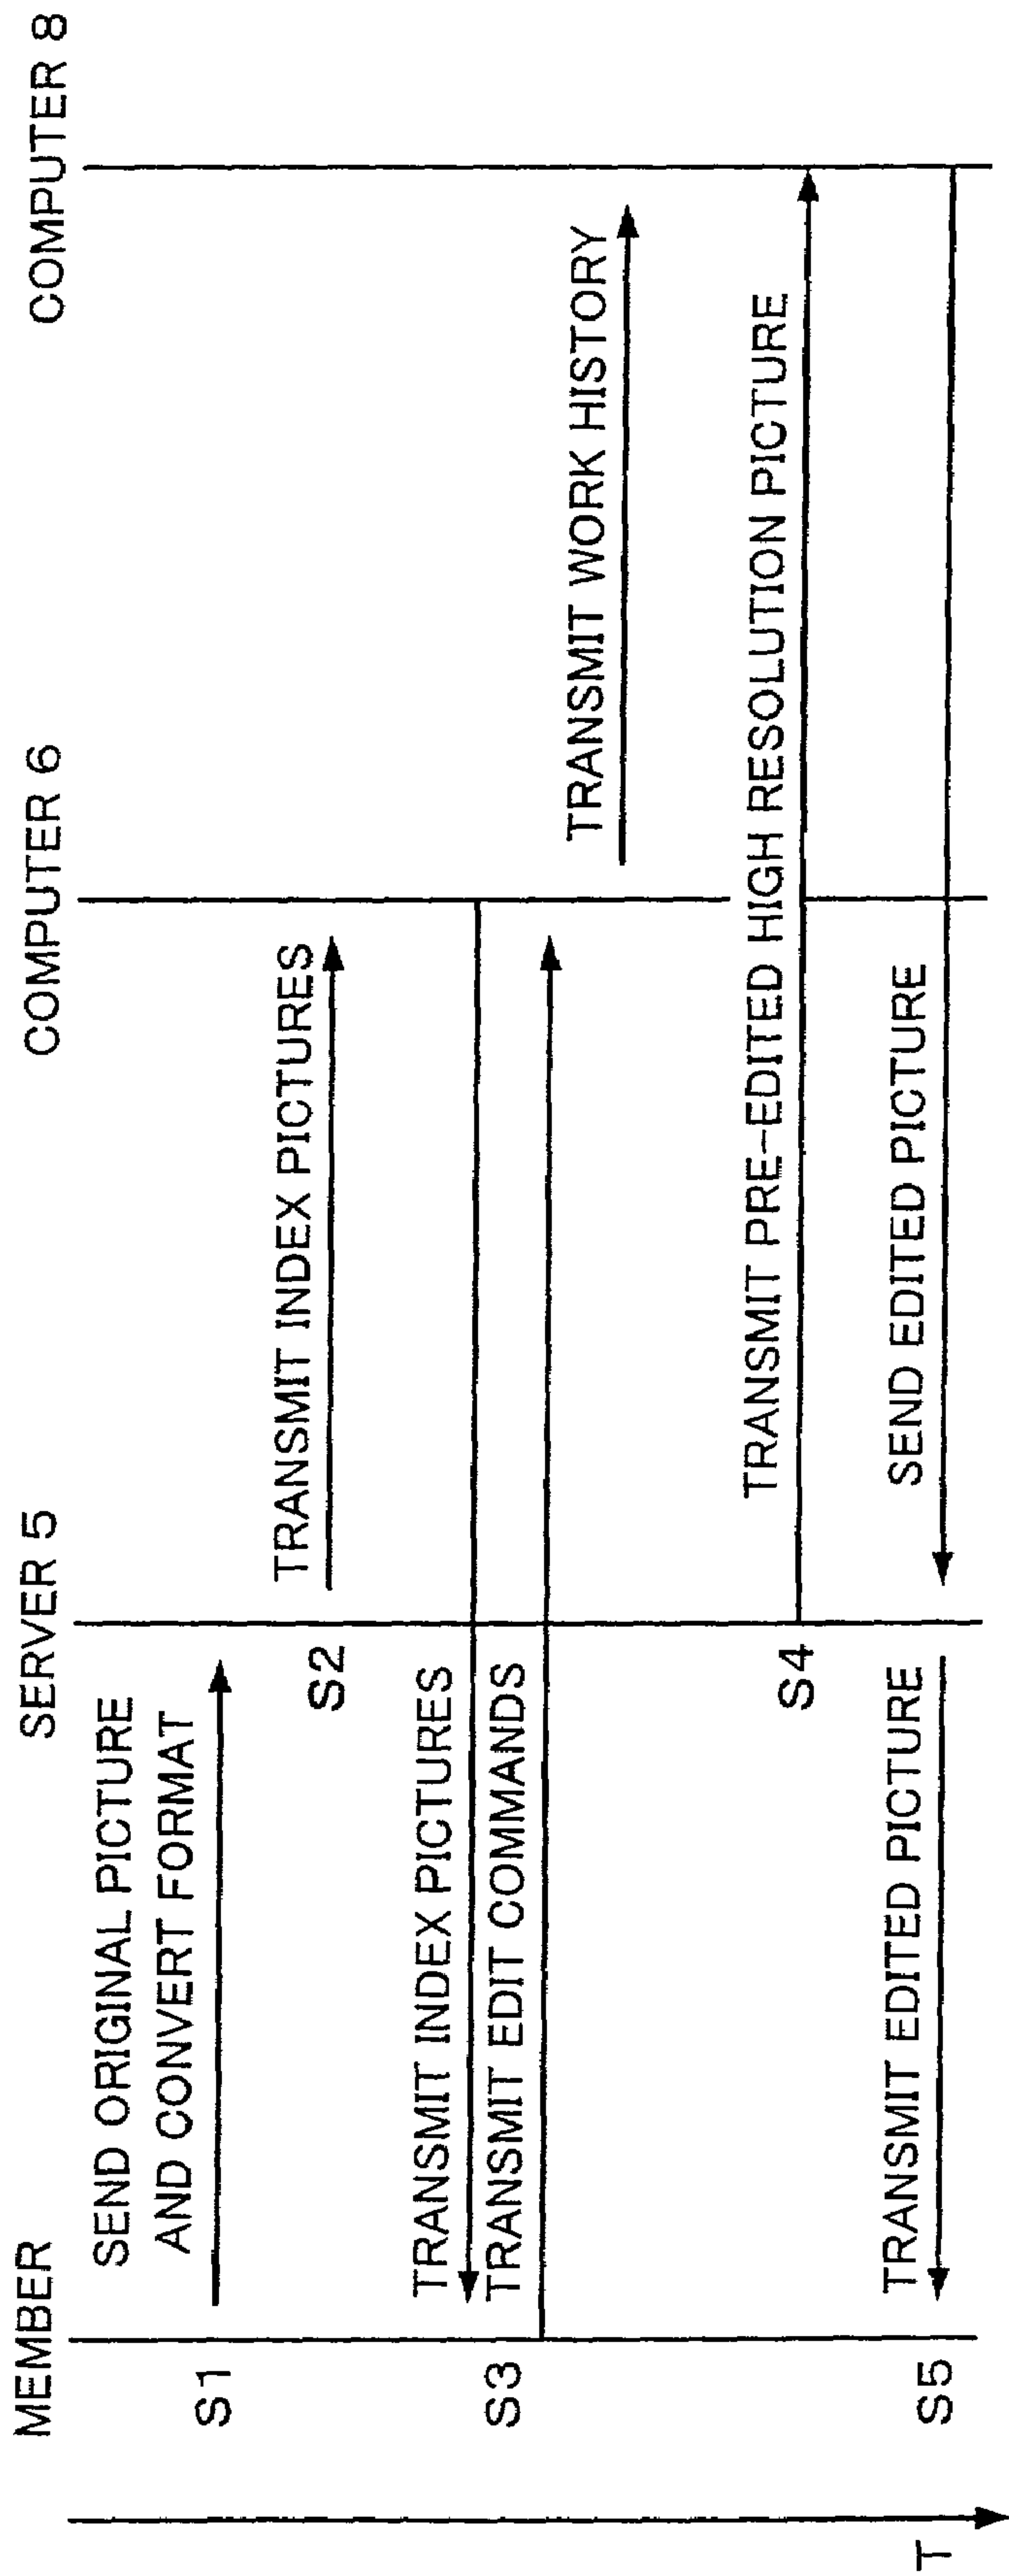 MEMBER
SERVER 5
COMPUTER 6
COMPUTER 8
SEND ORIGINAL PICTURE
AND CONVERT FORMAT
S1
TRANSMIT INDEX PICTURES
S2
TRANSMIT INDEX PICTURES
S3
TRANSMIT EDIT COMMANDS
TRANSMIT WORK HISTORY
TRANSMIT PRE-EDITED HIGH RESOLUTION PICTURE
S4
TRANSMIT EDITED PICTURE
SEND EDITED PICTURE
S5
T